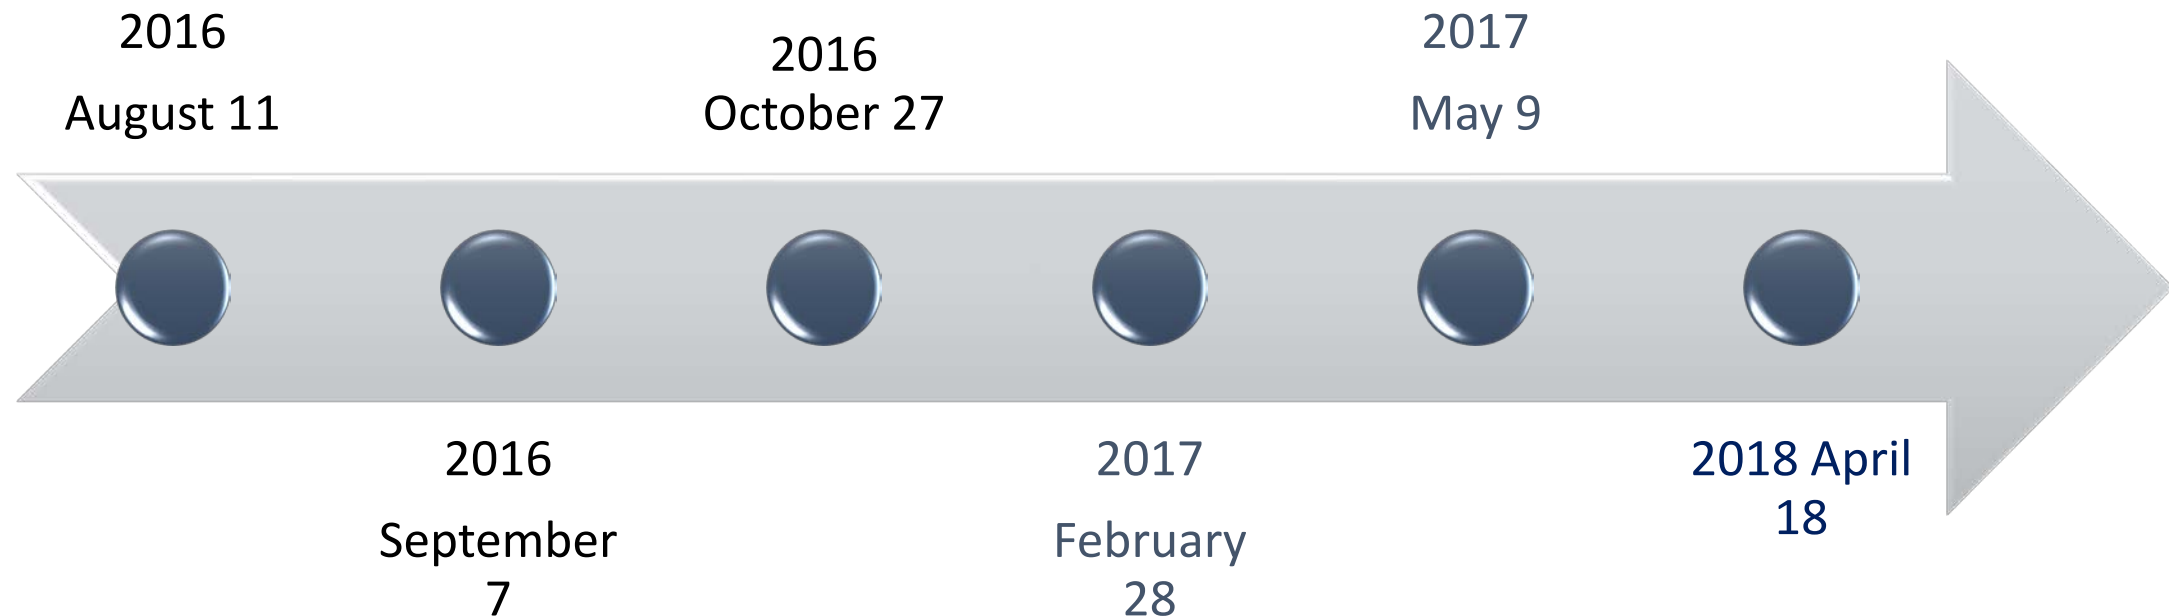 2016
August 11
2016
September
7
2016
October 27
2017
February
28
2017
May 9
2018 April
18